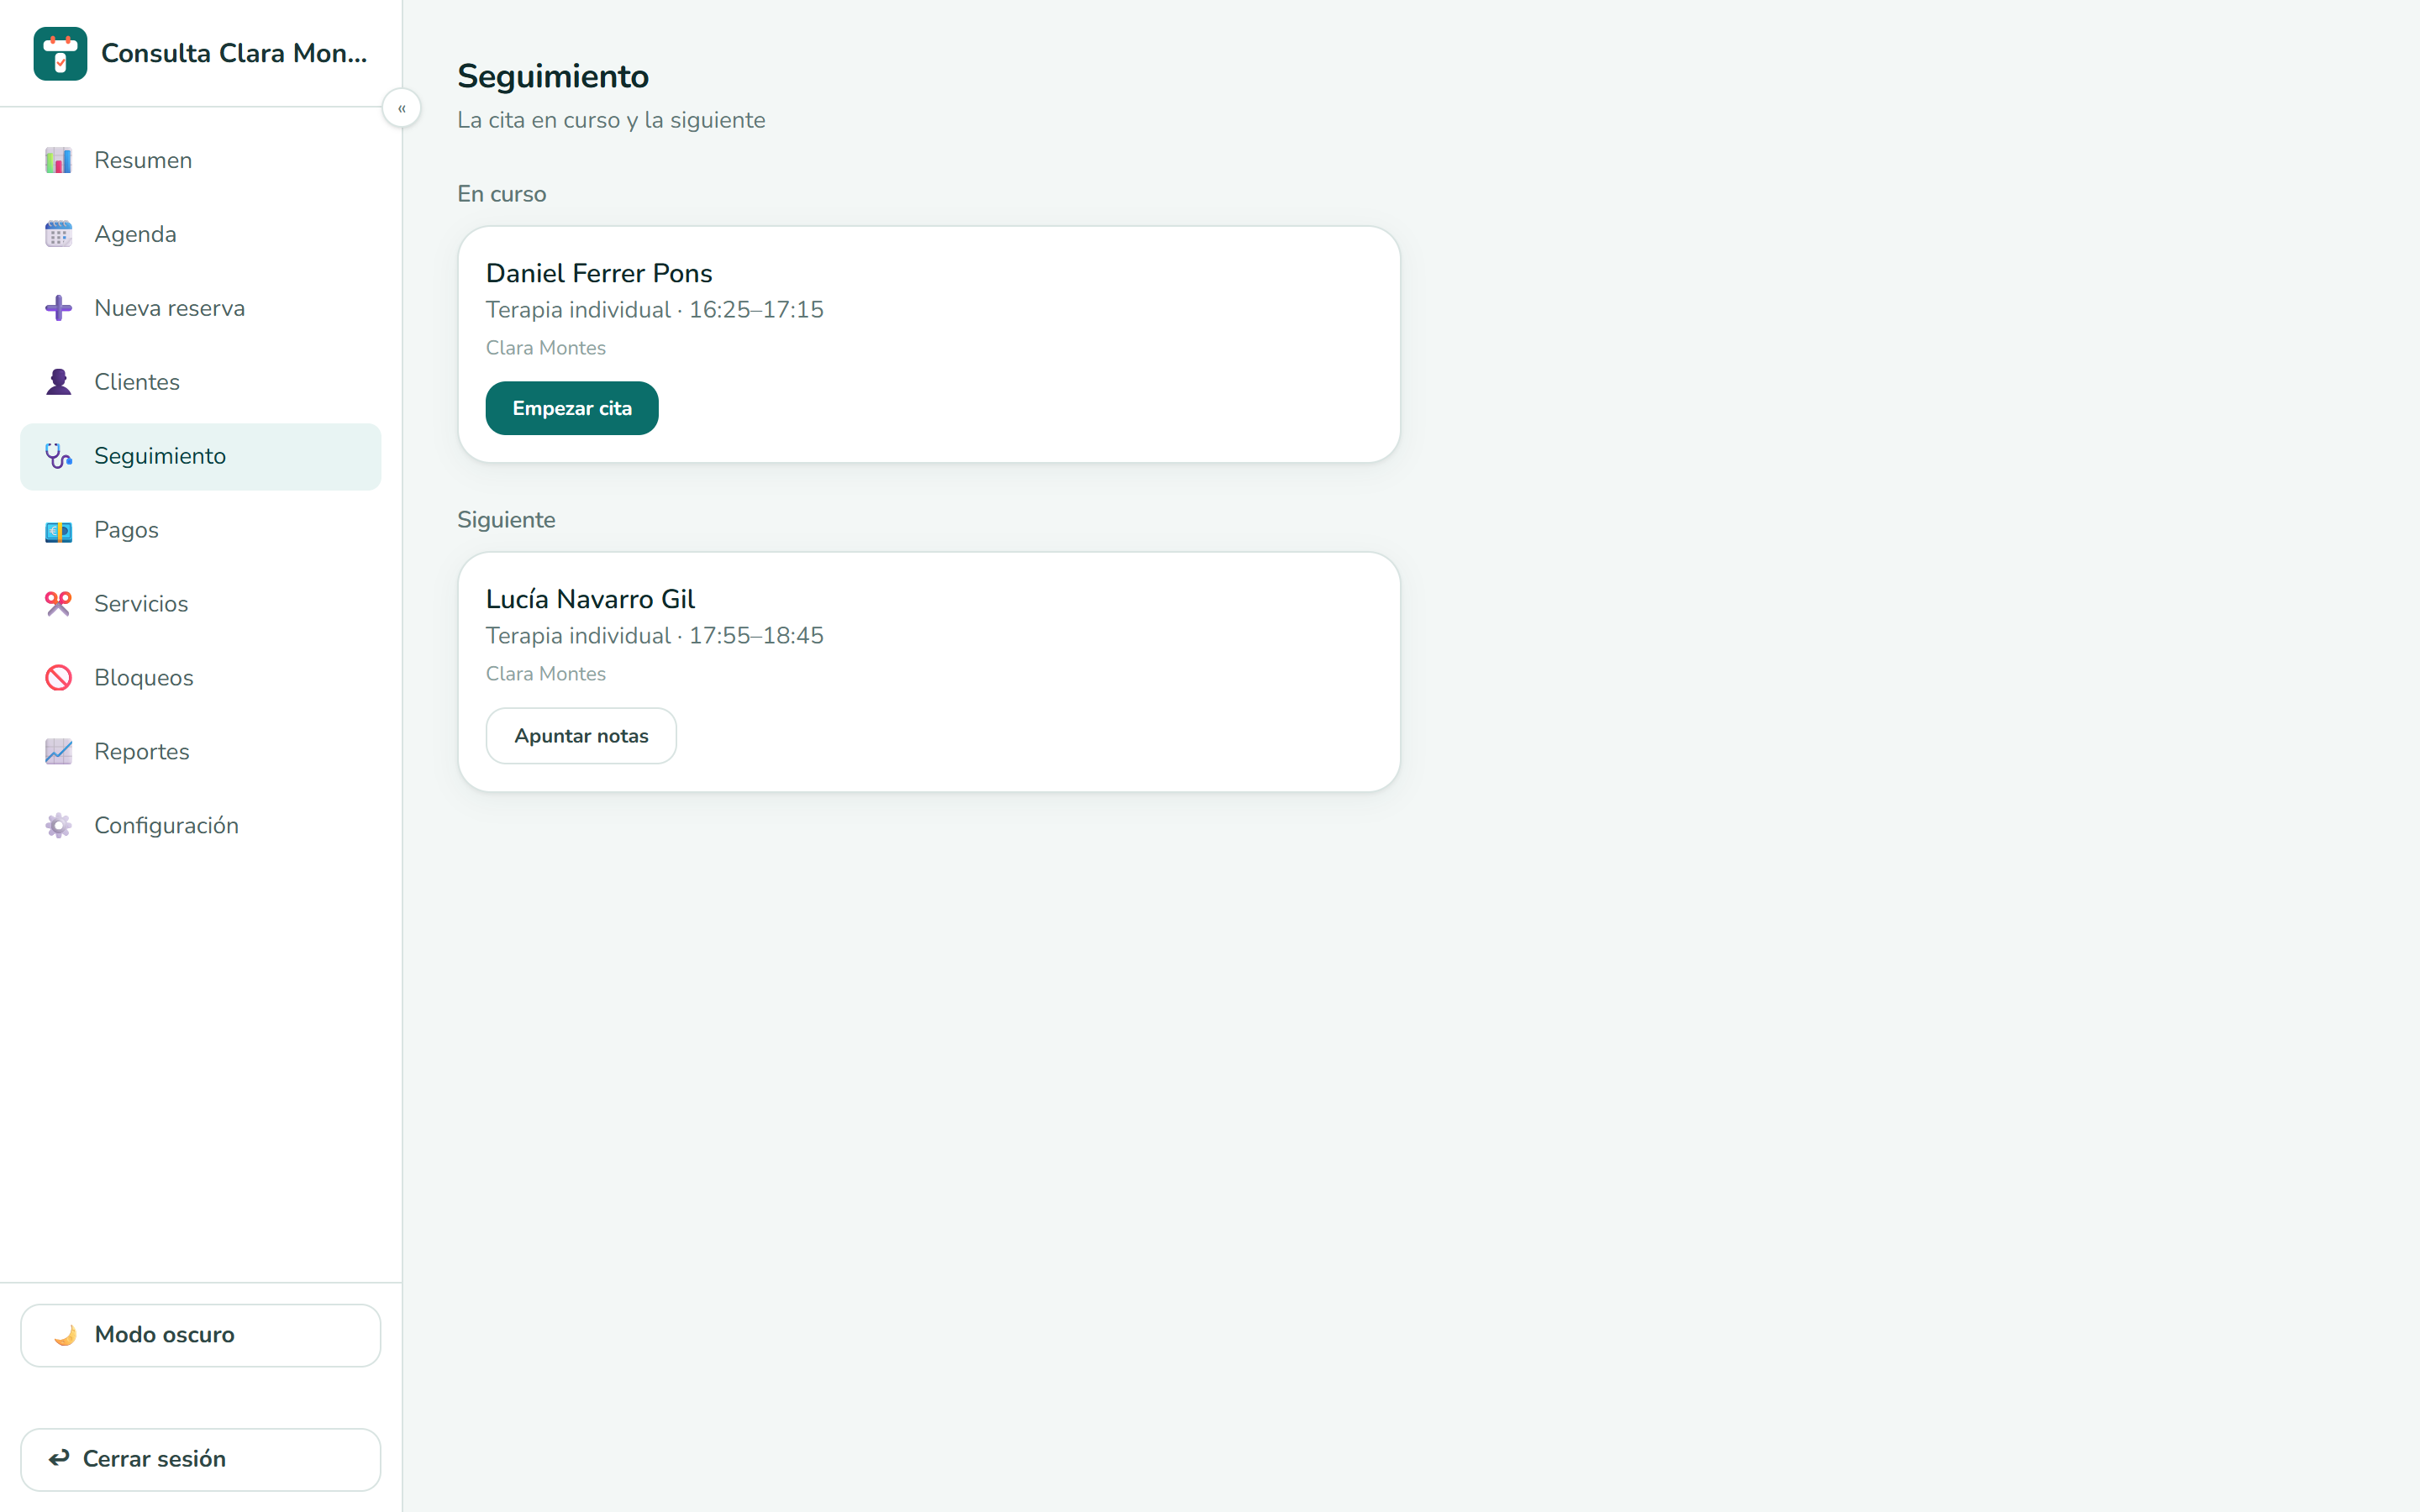 Consulta Clara Mon...
«
Resumen
Agenda
Nueva reserva
Clientes
Seguimiento
Pagos
Servicios
Bloqueos
Reportes
Configuración
Modo oscuro
Cerrar sesión
Seguimiento
La cita en curso y la siguiente
En curso
Daniel Ferrer Pons
Terapia individual · 16:25–17:15
Clara Montes
Empezar cita
Siguiente
Lucía Navarro Gil
Terapia individual · 17:55–18:45
Clara Montes
Apuntar notas